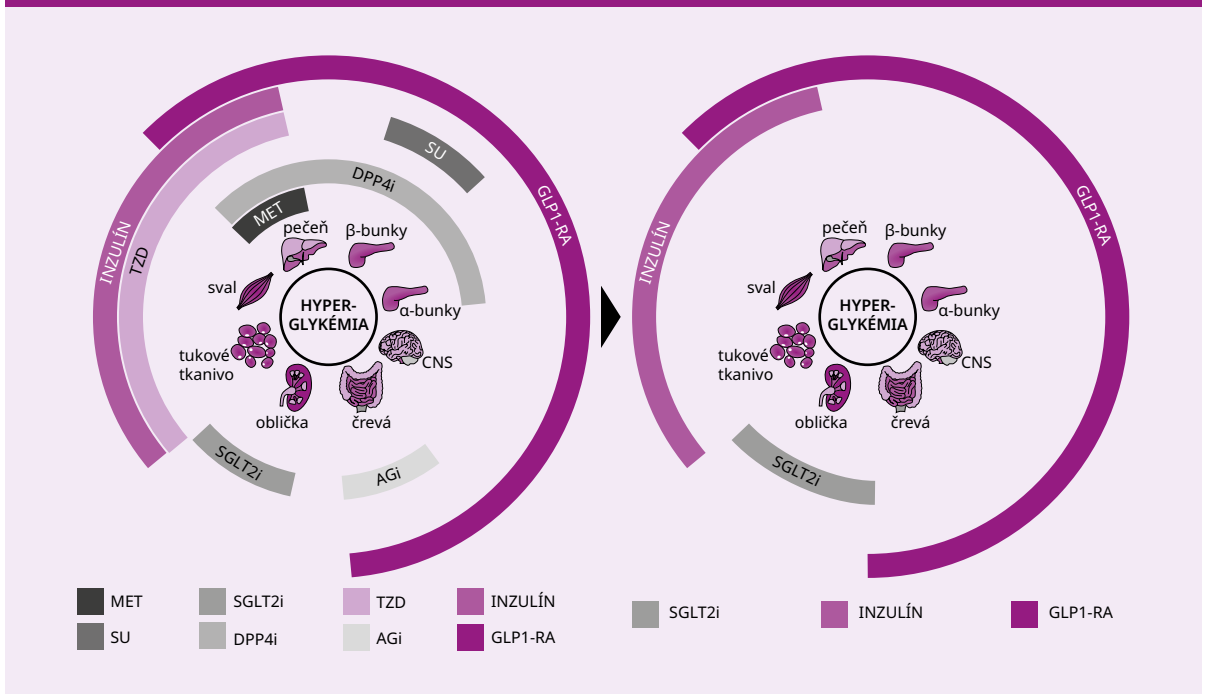 INZULÍN
TZD
MET
DPP4i
SU
GLP1-RA
pečeň
β-bunky
sval
HYPER-
GLYKÉMIA
α-bunky
tukové
tkanivo
CNS
oblička
črevá
SGLT2i
AGi
INZULÍN
GLP1-RA
pečeň
β-bunky
sval
HYPER-
GLYKÉMIA
α-bunky
tukové
tkanivo
CNS
oblička
črevá
SGLT2i
MET
SGLT2i
TZD
INZULÍN
SU
DPP4i
AGi
GLP1-RA
SGLT2i
INZULÍN
GLP1-RA